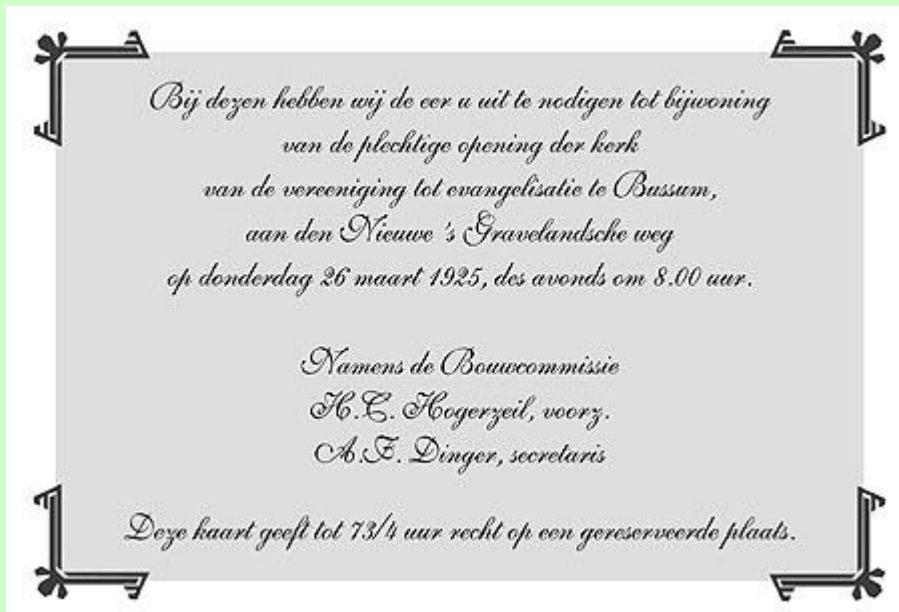 Bij dezen hebben wij de eer u uit te nodigen tot bijwoning
van de plechtige opening der kerk
van de vereeniging tot evangelisatie te Bussum,
aan den Nieuwe 's Gravelandsche weg
op donderdag 26 maart 1925, des avonds om 8.00 uur.
Namens de Bouwcommissie
H.C. Hogerzeil, voorz.
A.F. Dinger, secretaris
Deze kaart geeft tot 73/4 uur recht op een gereserveerde plaats.